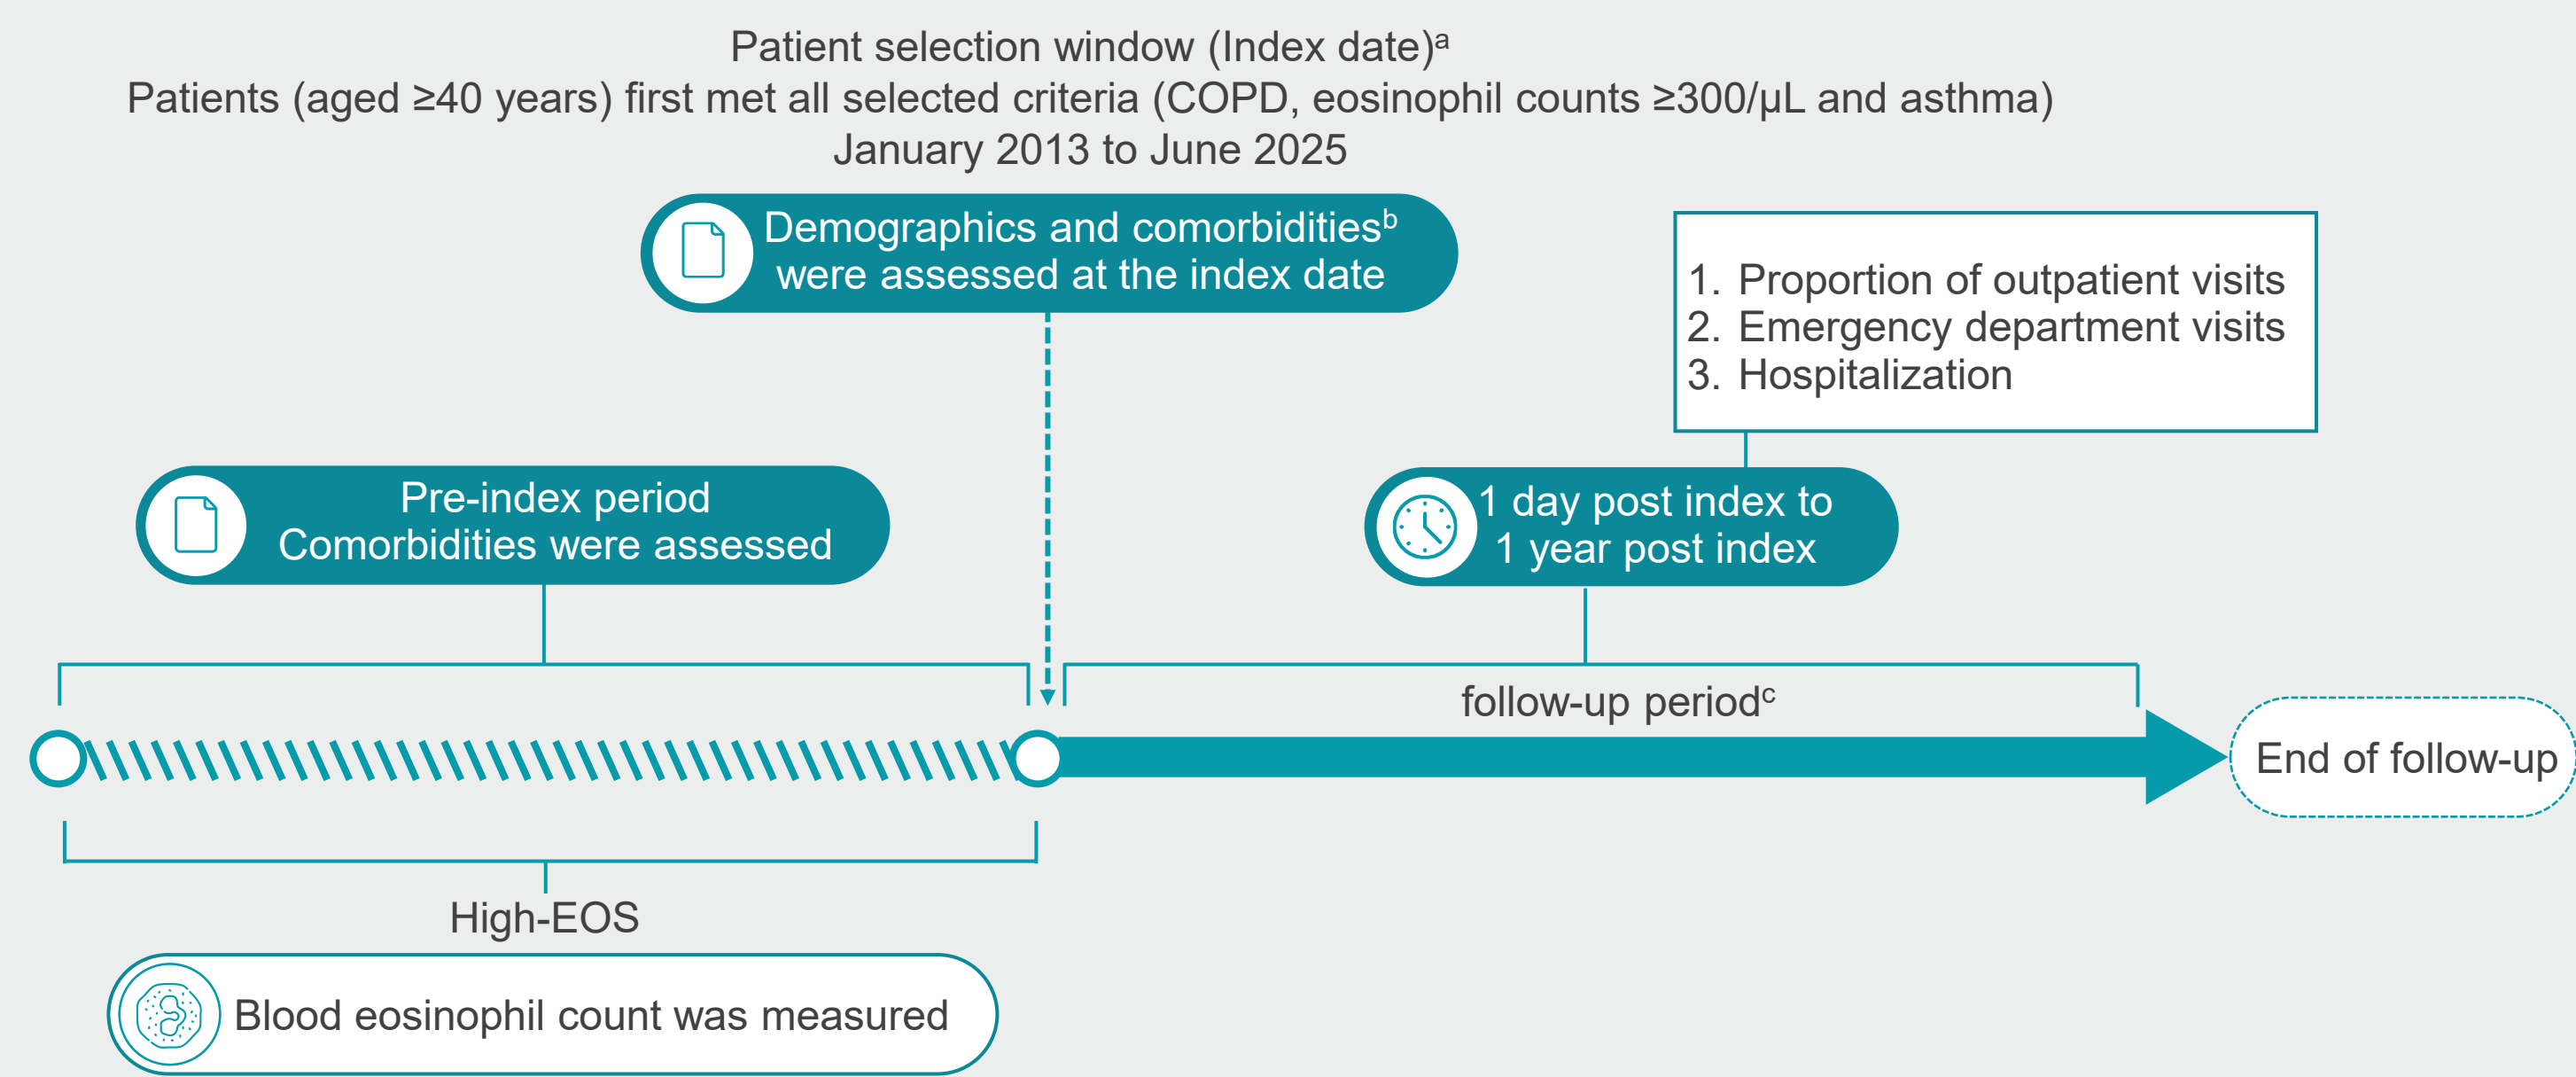 Patient selection window (Index date)ᵃ
Patients (aged ≥40 years) first met all selected criteria (COPD, eosinophil counts ≥300/μL and asthma)
January 2013 to June 2025
Demographics and comorbiditiesᵇ
were assessed at the index date
1. Proportion of outpatient visits
2. Emergency department visits
3. Hospitalization
Pre-index period
Comorbidities were assessed
1 day post index to
1 year post index
follow-up periodᶜ
End of follow-up
High-EOS
Blood eosinophil count was measured